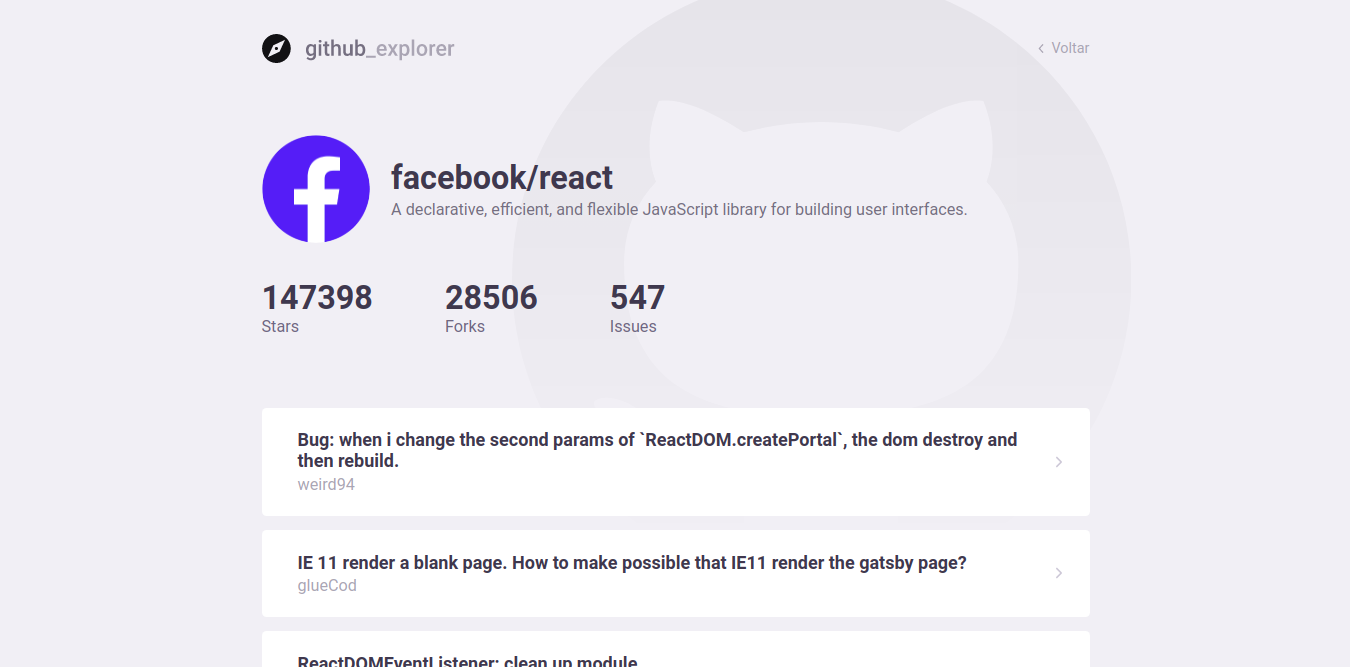 github_explorer
Voltar
facebook/react
A declarative, efficient, and flexible JavaScript library for building user interfaces.
147398
28506
547
Stars
Forks
Issues
Bug: when i change the second params of `ReactDOM.createPortal`, the dom destroy and
then rebuild.
weird94
IE 11 render a blank page. How to make possible that IE11 render the gatsby page?
glueCod
ReactDOMEventListener: clean up module